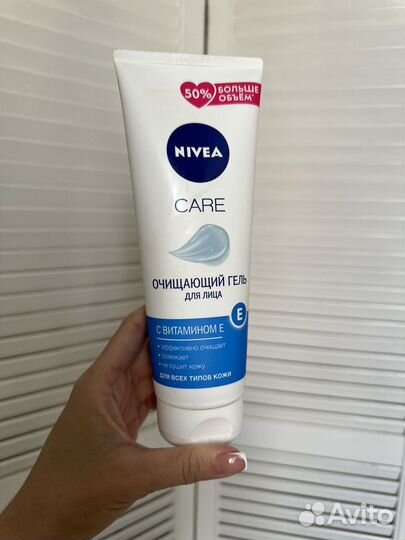 50% БОЛЬШЕ
ОБЪЁМ*
NIVEA
CARE
ОЧИЩАЮЩИЙ ГЕЛЬ
ДЛЯ ЛИЦА
E
С ВИТАМИНОМ Е
• эффективно очищает
• освежает
• не сушит кожу
ДЛЯ ВСЕХ ТИПОВ КОЖИ
Avito